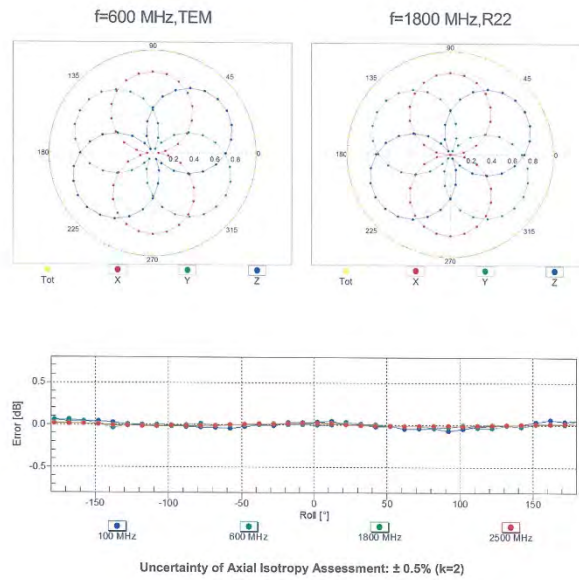 f=600 MHz,TEM
f=1800 MHz,R22
90
135
45
180
0.2 0.4 0.6 0.8
0
225
315
270
Tot X Y Z
90
135
45
180
0.2 0.4 0.6 0.8
0
225
315
270
Tot X Y Z
Error [dB]
0.5
0.0
-0.5
-150 -100 -50 0 50 100 150
Roll [°]
100 MHz 600 MHz 1800 MHz 2500 MHz
Uncertainty of Axial Isotropy Assessment: ± 0.5% (k=2)